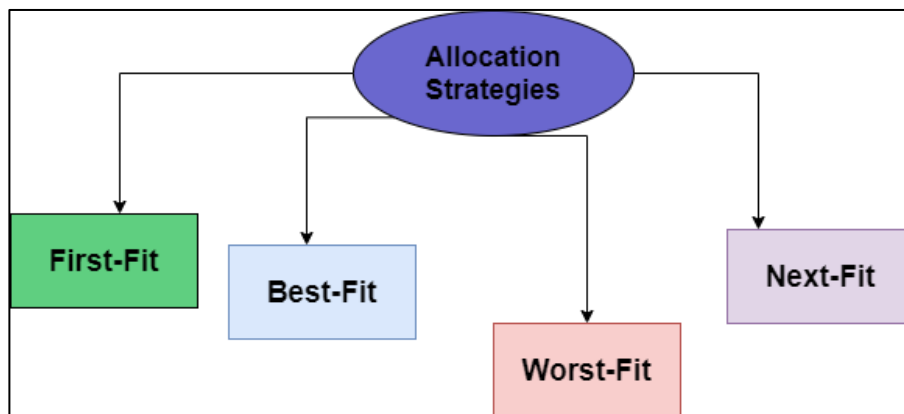 Allocation
Strategies
First-Fit
Best-Fit
Worst-Fit
Next-Fit